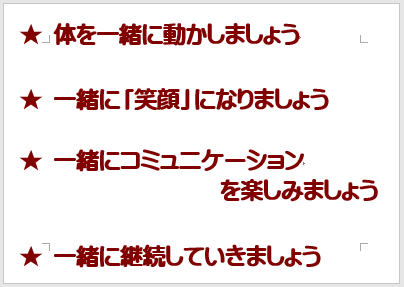 ★ 体を一緒に動かしましょう
★ 一緒に「笑顔」になりましょう
★ 一緒にコミュニケーション
を楽しみましょう
★ 一緒に継続していきましょう